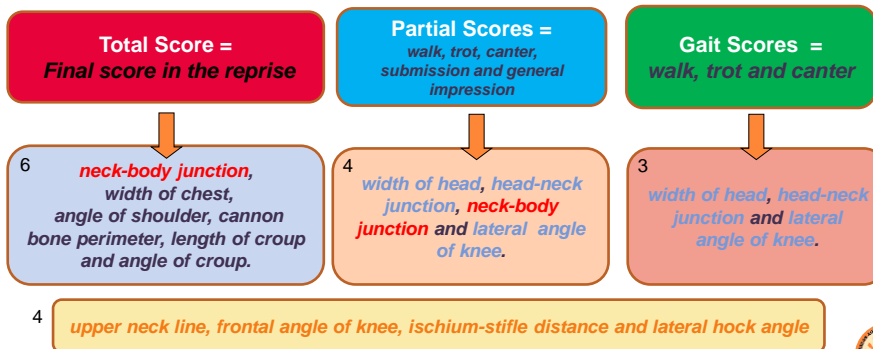 Total Score =
Final score in the reprise
Partial Scores =
walk, trot, canter,
submission and general
impression
Gait Scores =
walk, trot and canter
6
neck-body junction,
width of chest,
angle of shoulder, cannon
bone perimeter, length of croup
and angle of croup.
4
width of head, head-neck
junction, neck-body
junction and lateral angle
of knee.
3
width of head, head-neck
junction and lateral
angle of knee.
4
upper neck line, frontal angle of knee, ischium-stifle distance and lateral hock angle